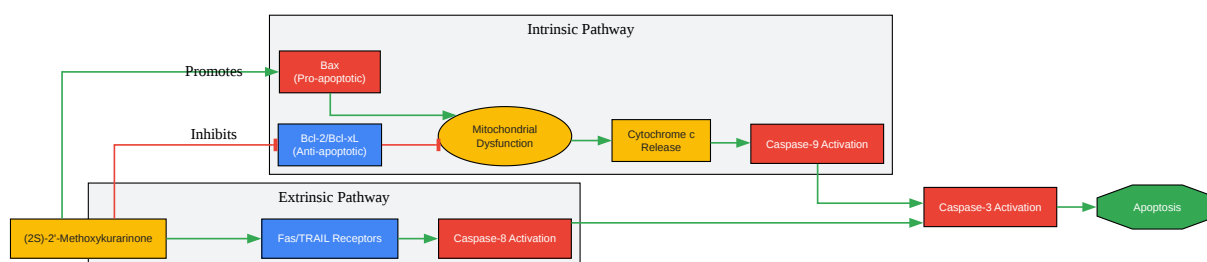 Intrinsic Pathway
Bax
(Pro-apoptotic)
Promotes
Inhibits
Bcl-2/Bcl-xL
(Anti-apoptotic)
Mitochondrial
Dysfunction
Cytochrome c
Release
Caspase-9 Activation
Extrinsic Pathway
(2S)-2'-Methoxykurarinone
Fas/TRAIL Receptors
Caspase-8 Activation
Caspase-3 Activation
Apoptosis